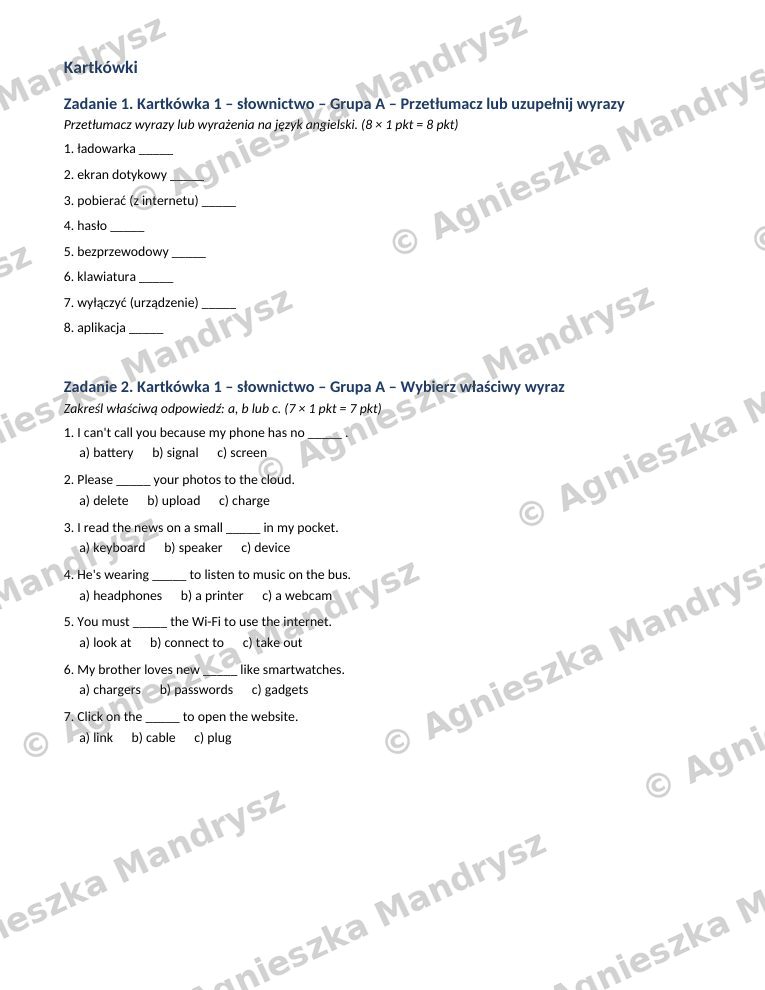 Kartkówki
Zadanie 1. Kartkówka 1 – słownictwo – Grupa A – Przetłumacz lub uzupełnij wyrazy
Przetłumacz wyrazy lub wyrażenia na język angielski. (8 × 1 pkt = 8 pkt)
1. ładowarka _____
2. ekran dotykowy _____
3. pobierać (z internetu) _____
4. hasło _____
5. bezprzewodowy _____
6. klawiatura _____
7. wyłączyć (urządzenie) _____
8. aplikacja _____
Zadanie 2. Kartkówka 1 – słownictwo – Grupa A – Wybierz właściwy wyraz
Zakreśl właściwą odpowiedź: a, b lub c. (7 × 1 pkt = 7 pkt)
1. I can't call you because my phone has no _____ .
a) battery b) signal c) screen
2. Please _____ your photos to the cloud.
a) delete b) upload c) charge
3. I read the news on a small _____ in my pocket.
a) keyboard b) speaker c) device
4. He's wearing _____ to listen to music on the bus.
a) headphones b) a printer c) a webcam
5. You must _____ the Wi-Fi to use the internet.
a) look at b) connect to c) take out
6. My brother loves new _____ like smartwatches.
a) chargers b) passwords c) gadgets
7. Click on the _____ to open the website.
a) link b) cable c) plug
© Agnieszka Mandrysz